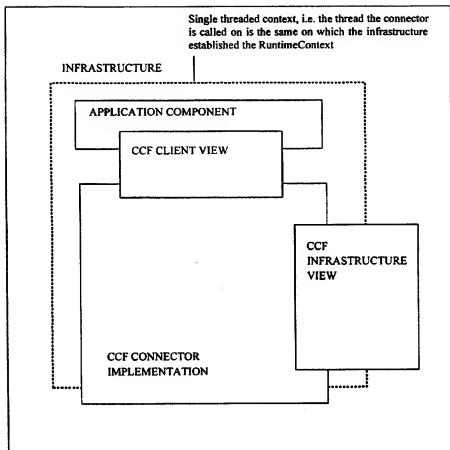 Single threaded context, i.e. the thread the connector
is called on is the same on which the infrastructure
established the RuntimeContext
INFRASTRUCTURE
APPLICATION COMPONENT
CCF CLIENT VIEW
CCF
INFRASTRUCTURE
VIEW
CCF CONNECTOR
IMPLEMENTATION